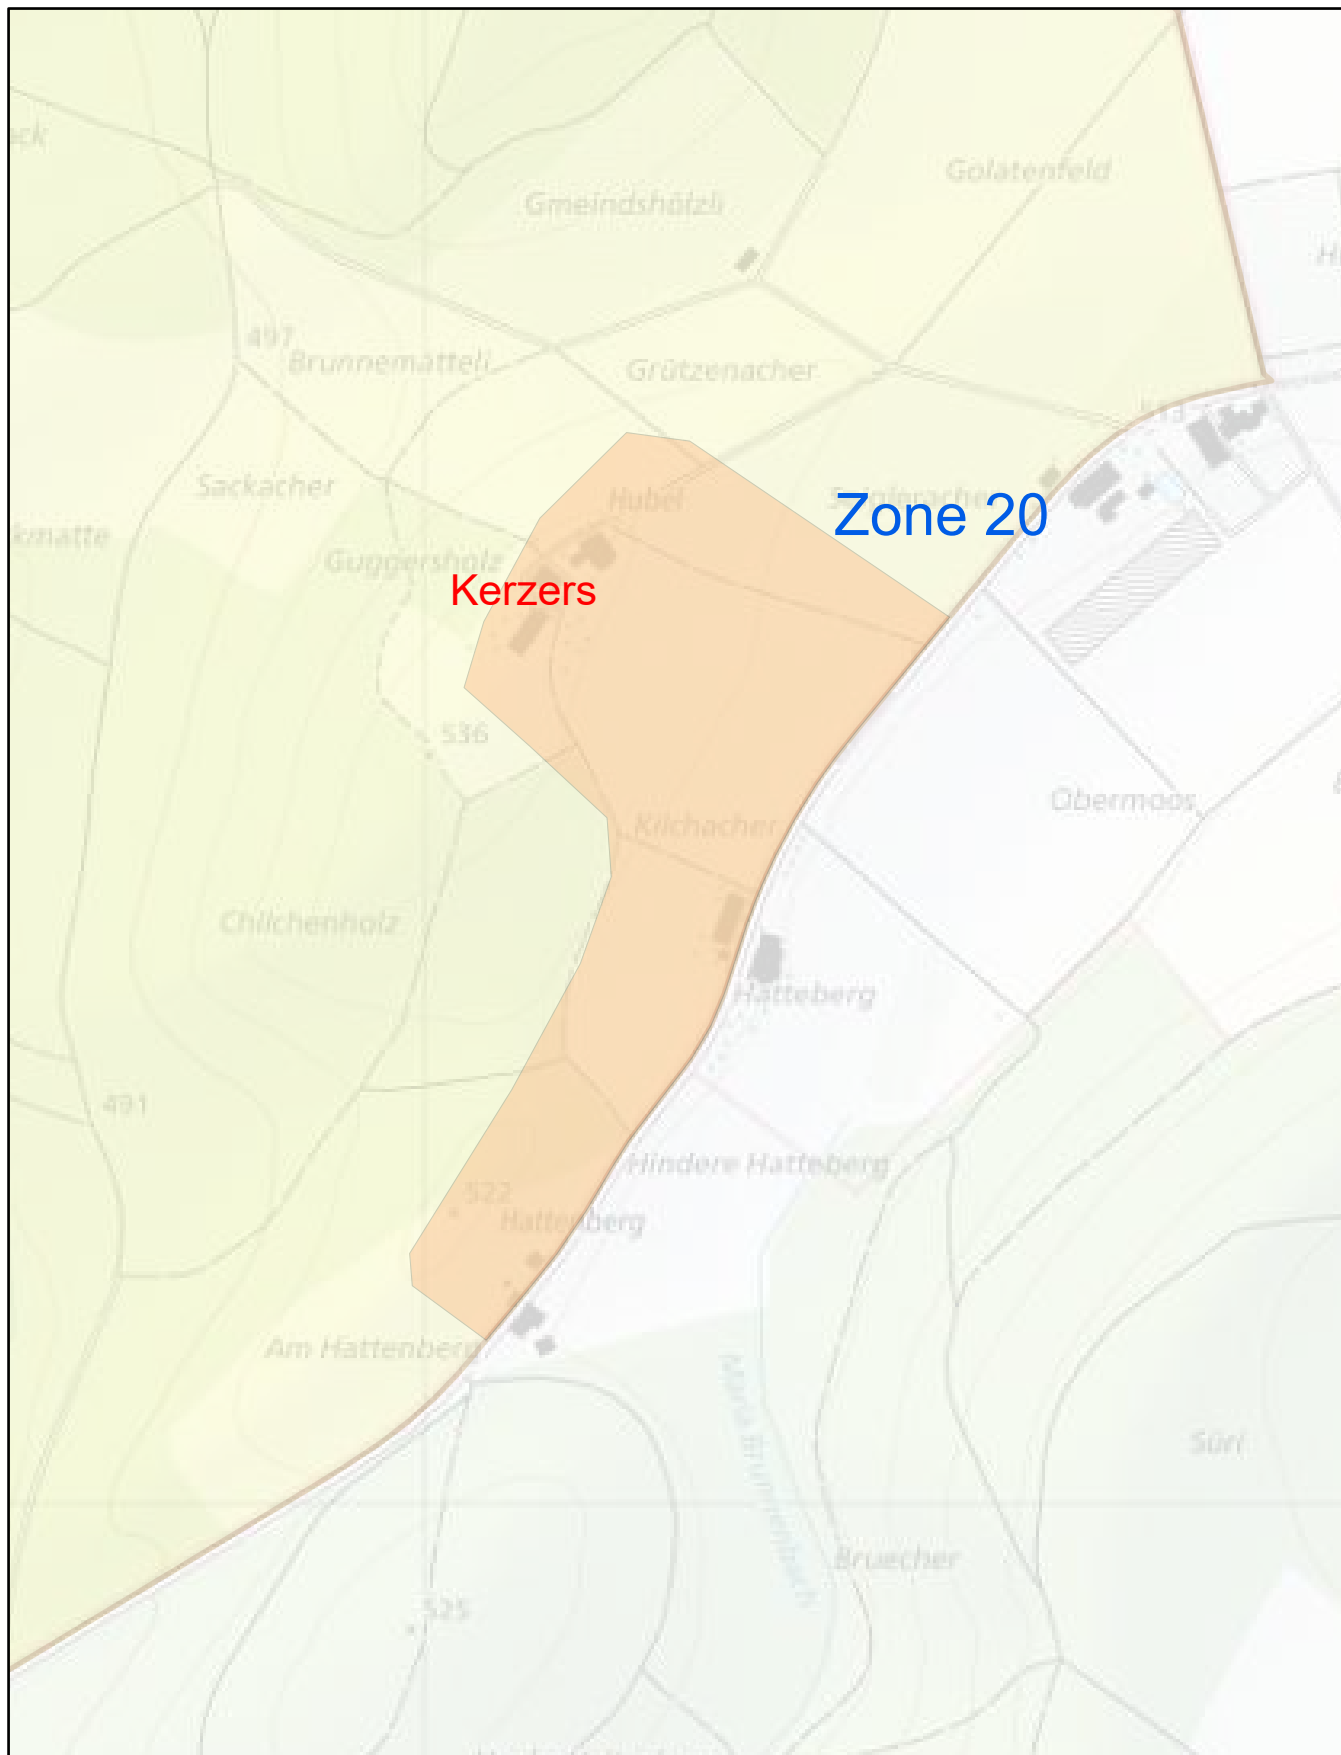 Golatenfeld
Gmeindshölzli
497
Brunnematteli
Grützenacher
Sackacher
Hubel
Zone 20
Guggersholz
Kerzers
536
Obermoos
Kilchacher
Chilchenholz
Hatteberg
491
Hindere Hatteberg
522
Hattenberg
Am Hattenberg
Süri
Bruecher
525